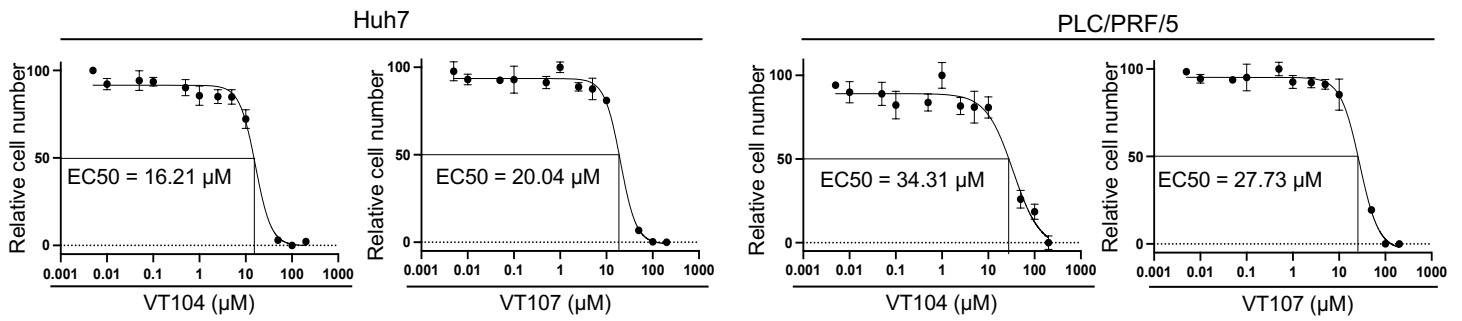 Huh7
PLC/PRF/5
Relative cell number
100
50
0
EC50 = 16.21 µM
0.001 0.01 0.1 1 10 100 1000
VT104 (µM)
Relative cell number
100
50
0
EC50 = 20.04 µM
0.001 0.01 0.1 1 10 100 1000
VT107 (µM)
Relative cell number
100
50
0
EC50 = 34.31 µM
0.001 0.01 0.1 1 10 100 1000
VT104 (µM)
Relative cell number
100
50
0
EC50 = 27.73 µM
0.001 0.01 0.1 1 10 100 1000
VT107 (µM)